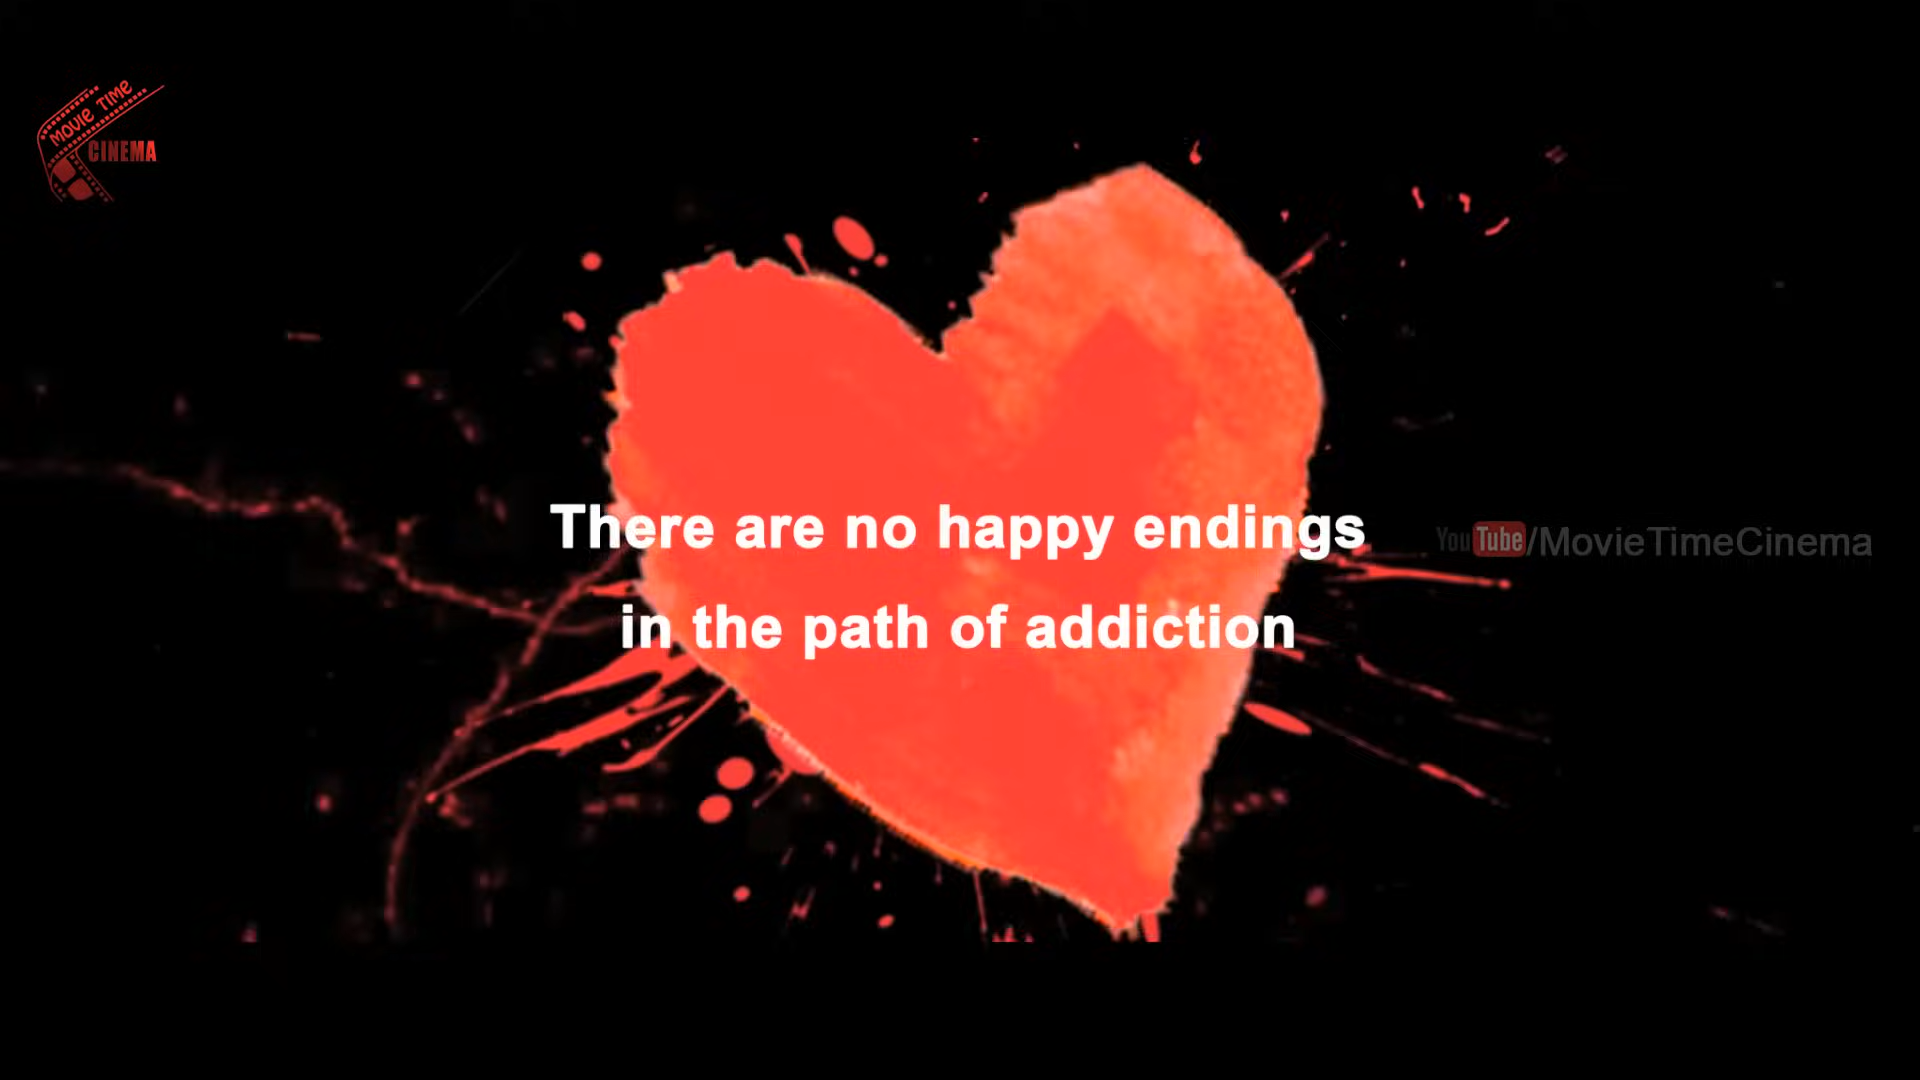 MOVIE TIME
CINEMA
There are no happy endings
YouTube/MovieTimeCinema
in the path of addiction